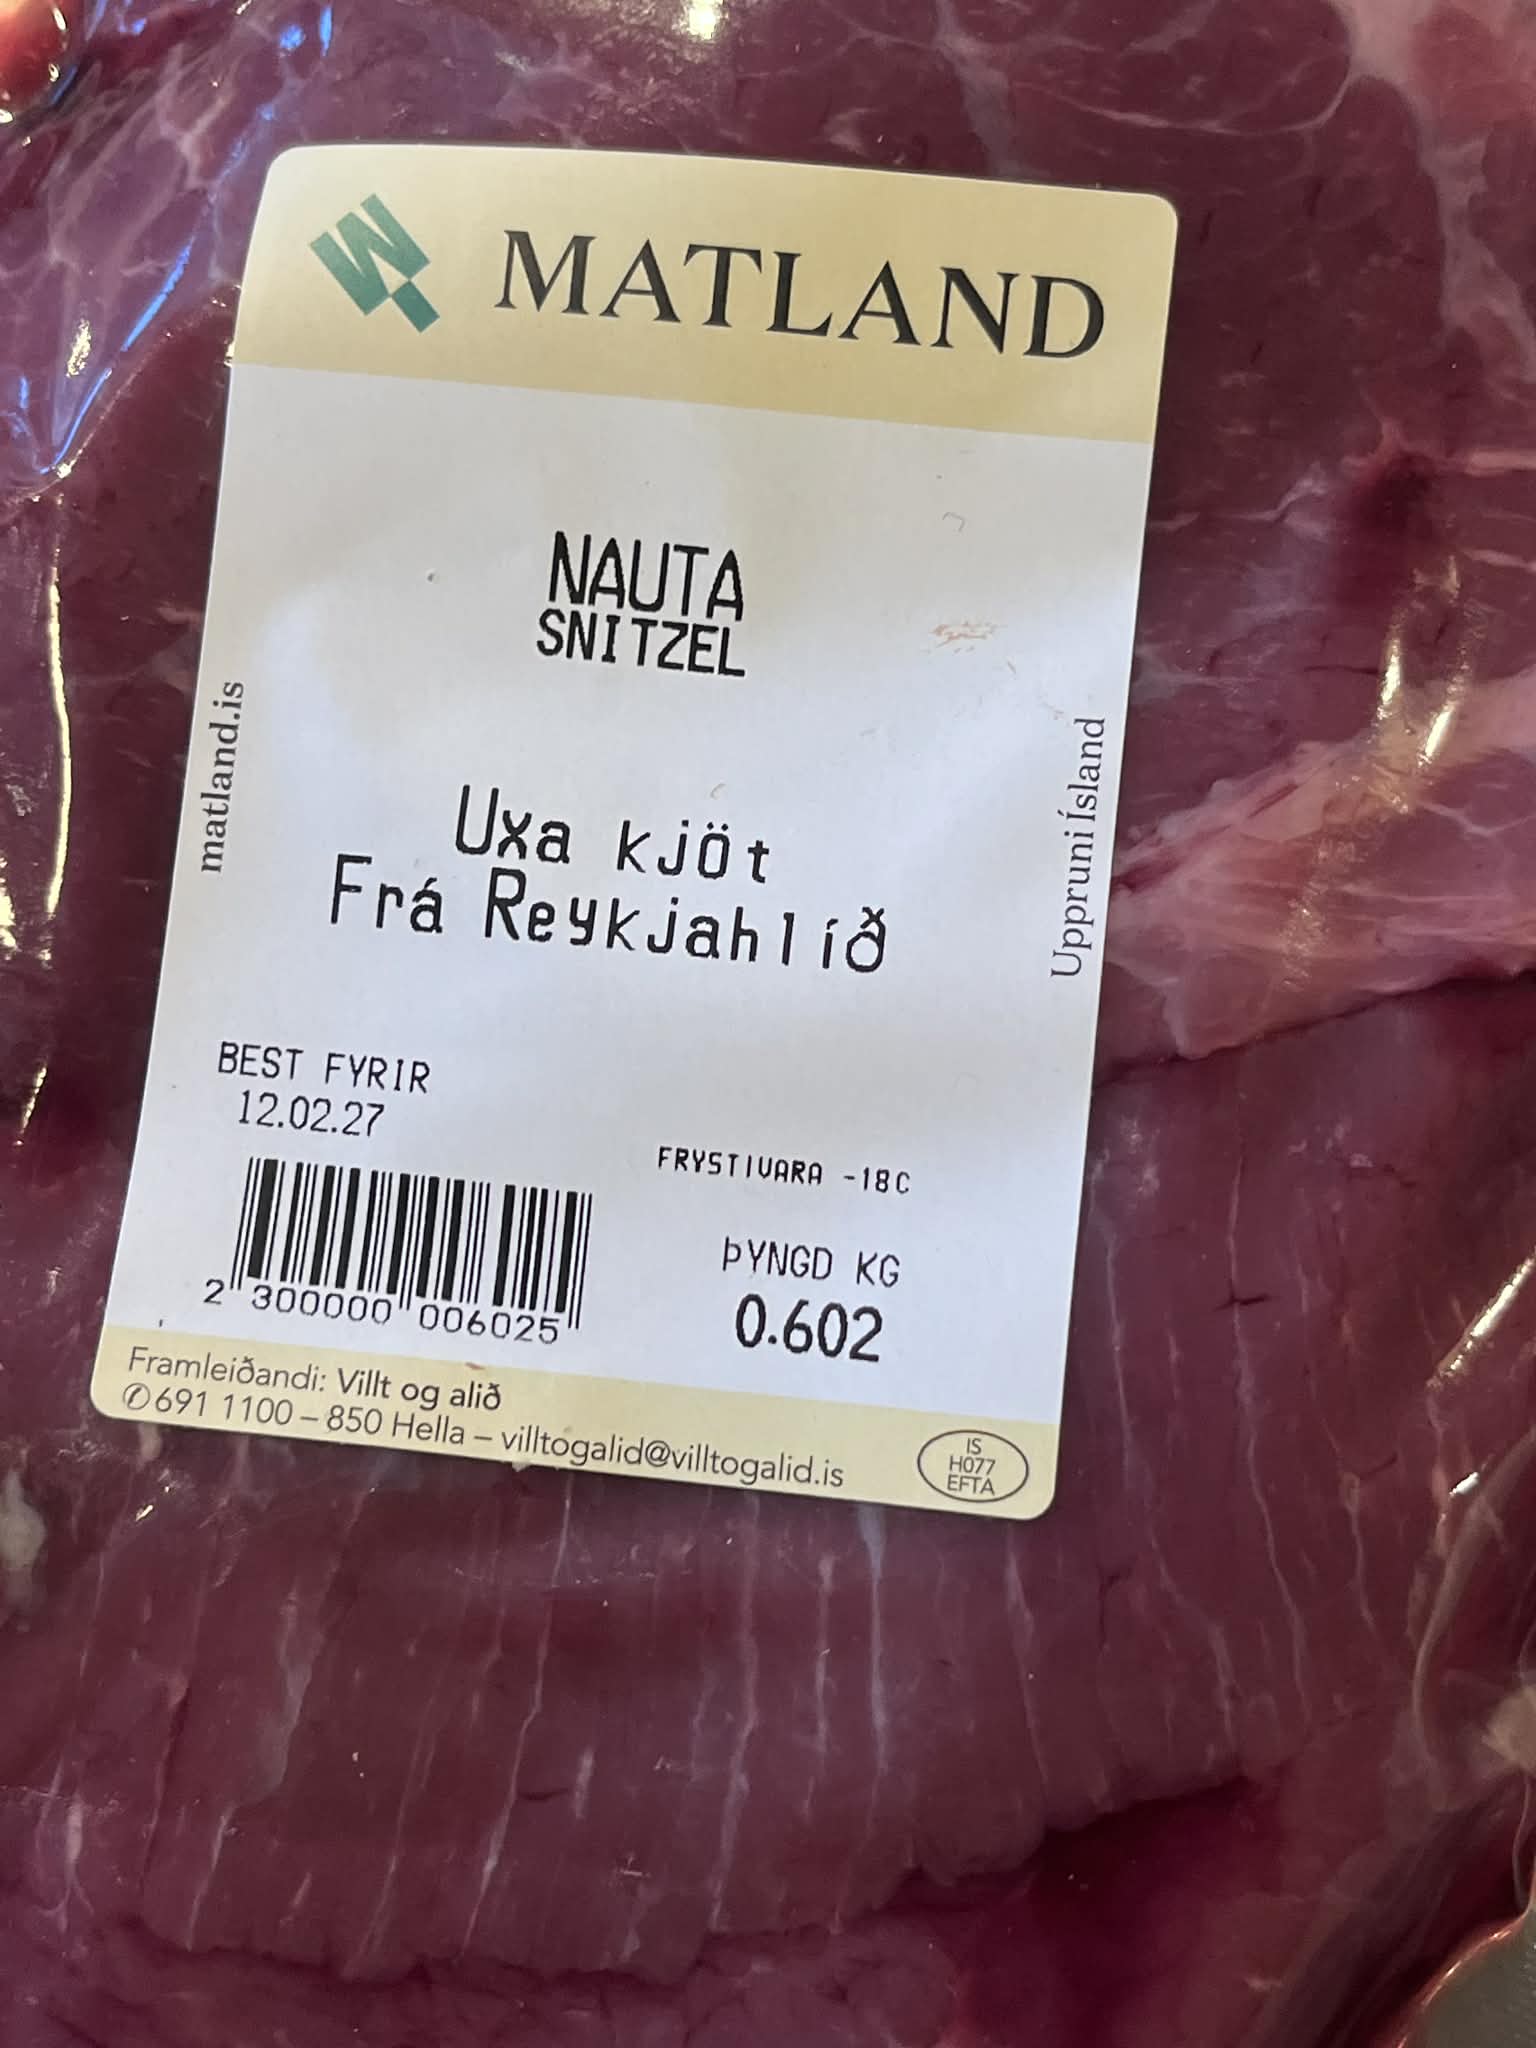 MATLAND
NAUTA
SNITZEL
Uxa kjöt
Frá Reykjahlíð
matland.is
Uppruni Ísland
BEST FYRIR
12.02.27
FRYSTIVARA -18C
ÞYNGD KG
0.602
2 300000 006025
Framleiðandi: Villt og alið
✆691 1100 – 850 Hella – villtogalid@villtogalid.is
IS
H077
EFTA